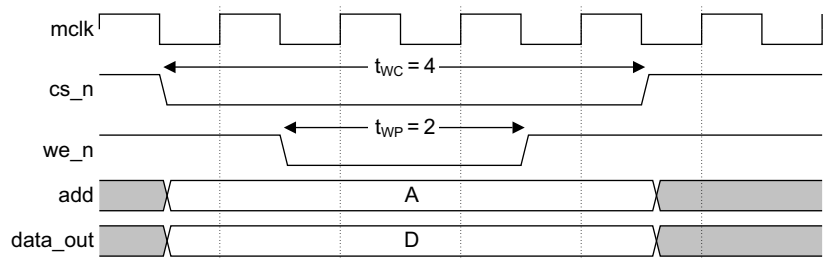 mclk
t_WC = 4
cs_n
t_WP = 2
we_n
add A
data_out D